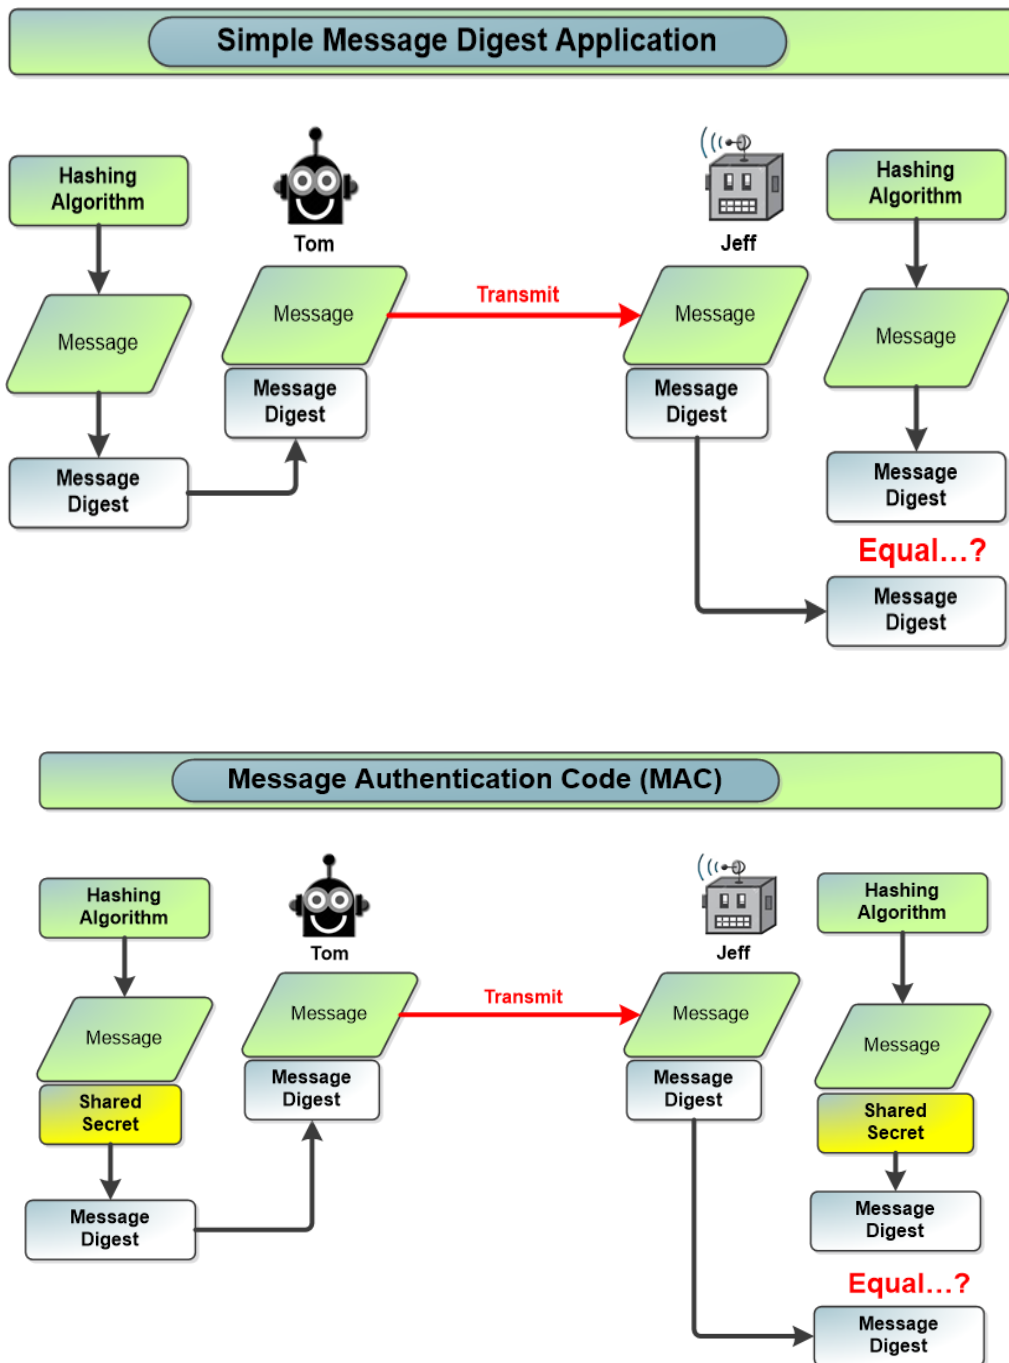 Simple Message Digest Application
Hashing
Algorithm
Message
Message
Digest
Tom
Message
Message
Digest
Transmit
Jeff
Message
Message
Digest
Hashing
Algorithm
Message
Message
Digest
Equal...?
Message
Digest
Message Authentication Code (MAC)
Hashing
Algorithm
Message
Shared
Secret
Message
Digest
Tom
Message
Message
Digest
Transmit
Jeff
Message
Message
Digest
Hashing
Algorithm
Message
Shared
Secret
Message
Digest
Equal...?
Message
Digest